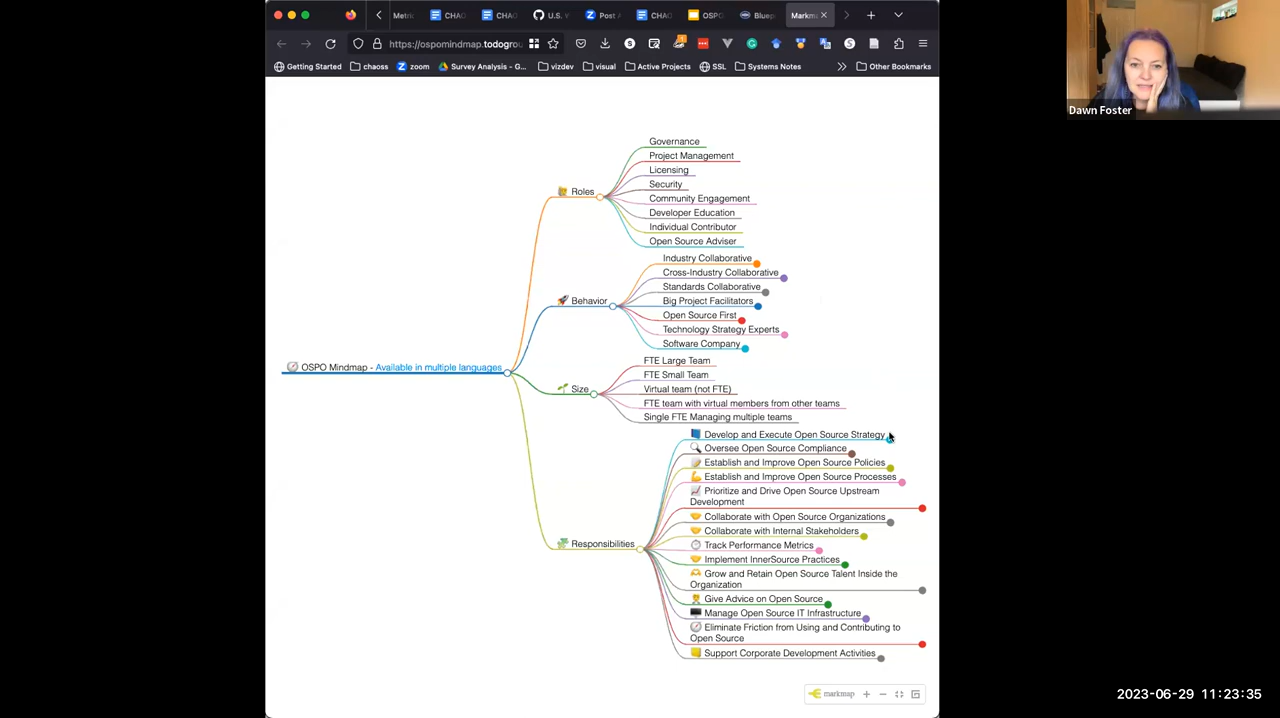 Metri
CHAO
CHAO
U.S. V
Post A
CHAO
OSPO
Bluep
Markm
https://ospomindmap.todogrou
Getting Started
chaoss
zoom
Survey Analysis - G...
vizdev
visual
Active Projects
SSL
Systems Notes
Other Bookmarks
Dawn Foster
OSPO Mindmap - Available in multiple languages
Roles
Governance
Project Management
Licensing
Security
Community Engagement
Developer Education
Individual Contributor
Open Source Adviser
Behavior
Industry Collaborative
Cross-Industry Collaborative
Standards Collaborative
Big Project Facilitators
Open Source First
Technology Strategy Experts
Software Company
Size
FTE Large Team
FTE Small Team
Virtual team (not FTE)
FTE team with virtual members from other teams
Single FTE Managing multiple teams
Responsibilities
Develop and Execute Open Source Strategy
Oversee Open Source Compliance
Establish and Improve Open Source Policies
Establish and Improve Open Source Processes
Prioritize and Drive Open Source Upstream
Development
Collaborate with Open Source Organizations
Collaborate with Internal Stakeholders
Track Performance Metrics
Implement InnerSource Practices
Grow and Retain Open Source Talent Inside the
Organization
Give Advice on Open Source
Manage Open Source IT Infrastructure
Eliminate Friction from Using and Contributing to
Open Source
Support Corporate Development Activities
markmap
2023-06-29 11:23:35